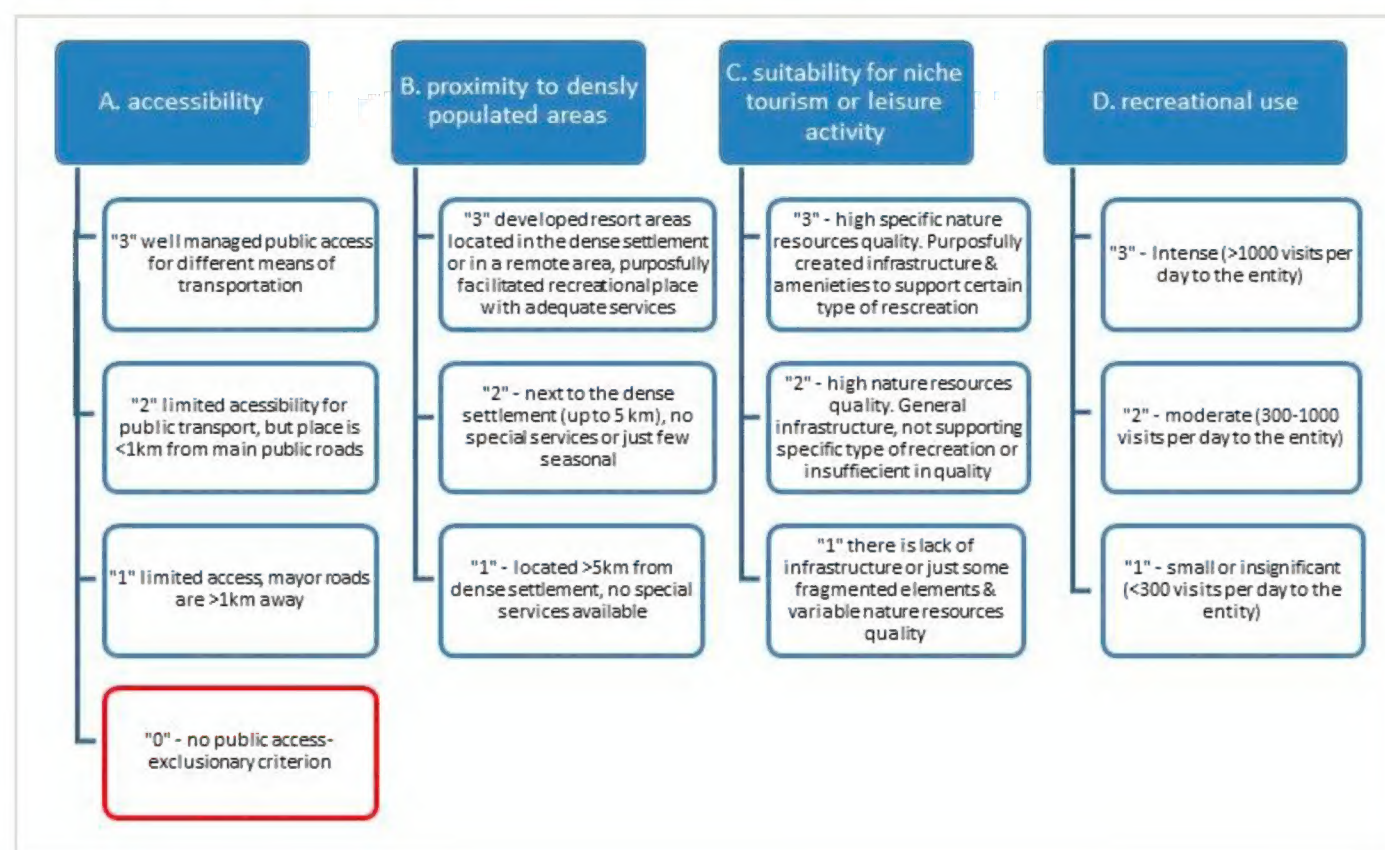 A. accessibility
"3" well managed public access
for different means of
transportation
"2" limited acessibility for
public transport, but place is
<1km from main public roads
"1" limited access, mayor roads
are >1km away
"0" - no public access-
exclusionary criterion
B. proximity to densly
populated areas
"3" developed resort areas
located in the dense settlement
or in a remote area, purposfully
facilitated recreational place
with adequate services
"2" - next to the dense
settlement (up to 5 km), no
special services or just few
seasonal
"1" - located >5km from
dense settlement, no special
services available
C. suitability for niche
tourism or leisure
activity
"3" - high specific nature
resources quality. Purposfully
created infrastructure &
amenieties to support certain
type of rescreation
"2" - high nature resources
quality. General
infrastructure, not supporting
specific type of recreation or
insuffiecient in quality
"1" there is lack of
infrastructure or just some
fragmented elements &
variable nature resources
quality
D. recreational use
"3" - Intense (>1000 visits per
day to the entity)
"2" - moderate (300-1000
visits per day to the entity)
"1" - small or insignificant
(<300 visits per day to the
entity)